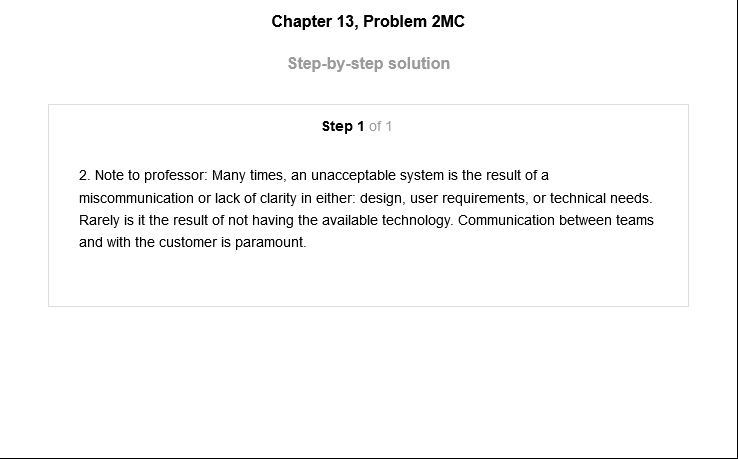 Chapter 13, Problem 2MC
Step-by-step solution
Step 1 of 1
2. Note to professor: Many times, an unacceptable system is the result of a
miscommunication or lack of clarity in either: design, user requirements, or technical needs.
Rarely is it the result of not having the available technology. Communication between teams
and with the customer is paramount.